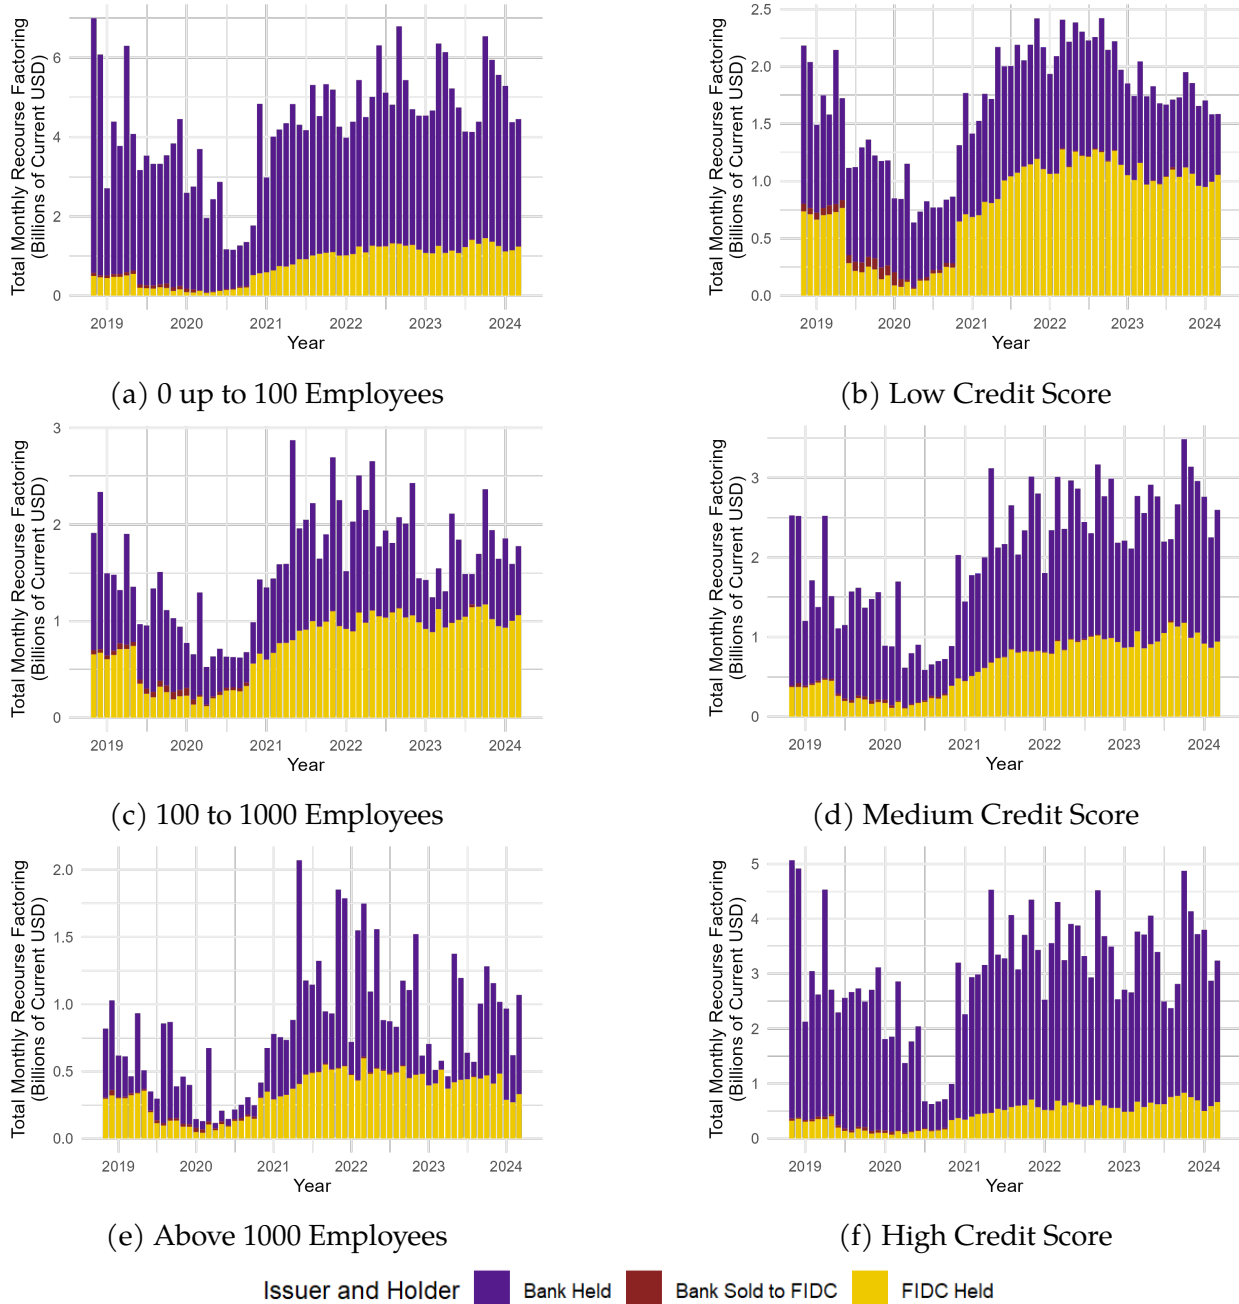 Total Monthly Recourse Factoring
(Billions of Current USD)
6
4
2
0
2019 2020 2021 2022 2023 2024
Year
(a) 0 up to 100 Employees
Total Monthly Recourse Factoring
(Billions of Current USD)
2.5
2.0
1.5
1.0
0.5
0.0
2019 2020 2021 2022 2023 2024
Year
(b) Low Credit Score
Total Monthly Recourse Factoring
(Billions of Current USD)
3
2
1
0
2019 2020 2021 2022 2023 2024
Year
(c) 100 to 1000 Employees
Total Monthly Recourse Factoring
(Billions of Current USD)
3
2
1
0
2019 2020 2021 2022 2023 2024
Year
(d) Medium Credit Score
Total Monthly Recourse Factoring
(Billions of Current USD)
2.0
1.5
1.0
0.5
0.0
2019 2020 2021 2022 2023 2024
Year
(e) Above 1000 Employees
Total Monthly Recourse Factoring
(Billions of Current USD)
5
4
3
2
1
0
2019 2020 2021 2022 2023 2024
Year
(f) High Credit Score
Issuer and Holder Bank Held Bank Sold to FIDC FIDC Held